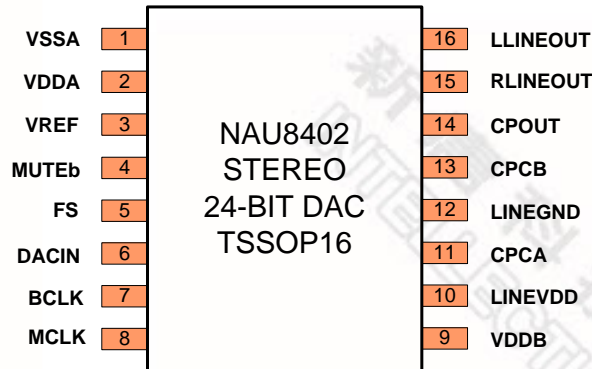 VSSA 1
VDDA 2
VREF 3
MUTEb 4
FS 5
DACIN 6
BCLK 7
MCLK 8
NAU8402
STEREO
24-BIT DAC
TSSOP16
16 LLINEOUT
15 RLINEOUT
14 CPOUT
13 CPCB
12 LINEGND
11 CPCA
10 LINEVDD
9 VDDB